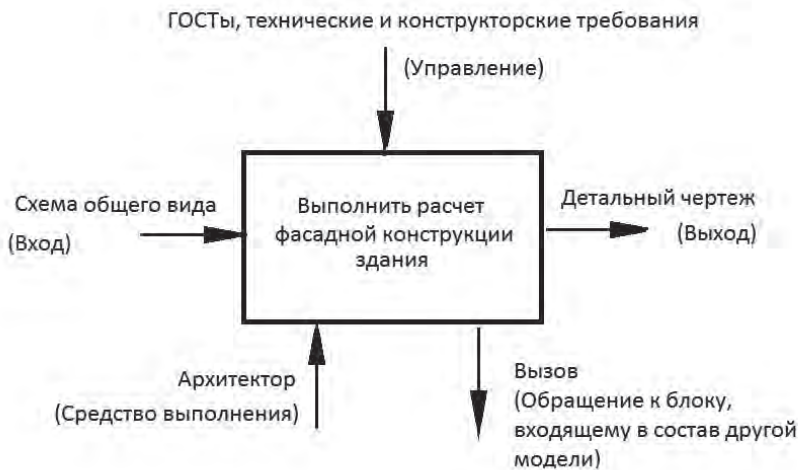 ГОСТы, технические и конструкторские требования
(Управление)
Схема общего вида
(Вход)
Выполнить расчет
фасадной конструкции
здания
Детальный чертеж
(Выход)
Архитектор
(Средство выполнения)
Вызов
(Обращение к блоку,
входящему в состав другой
модели)